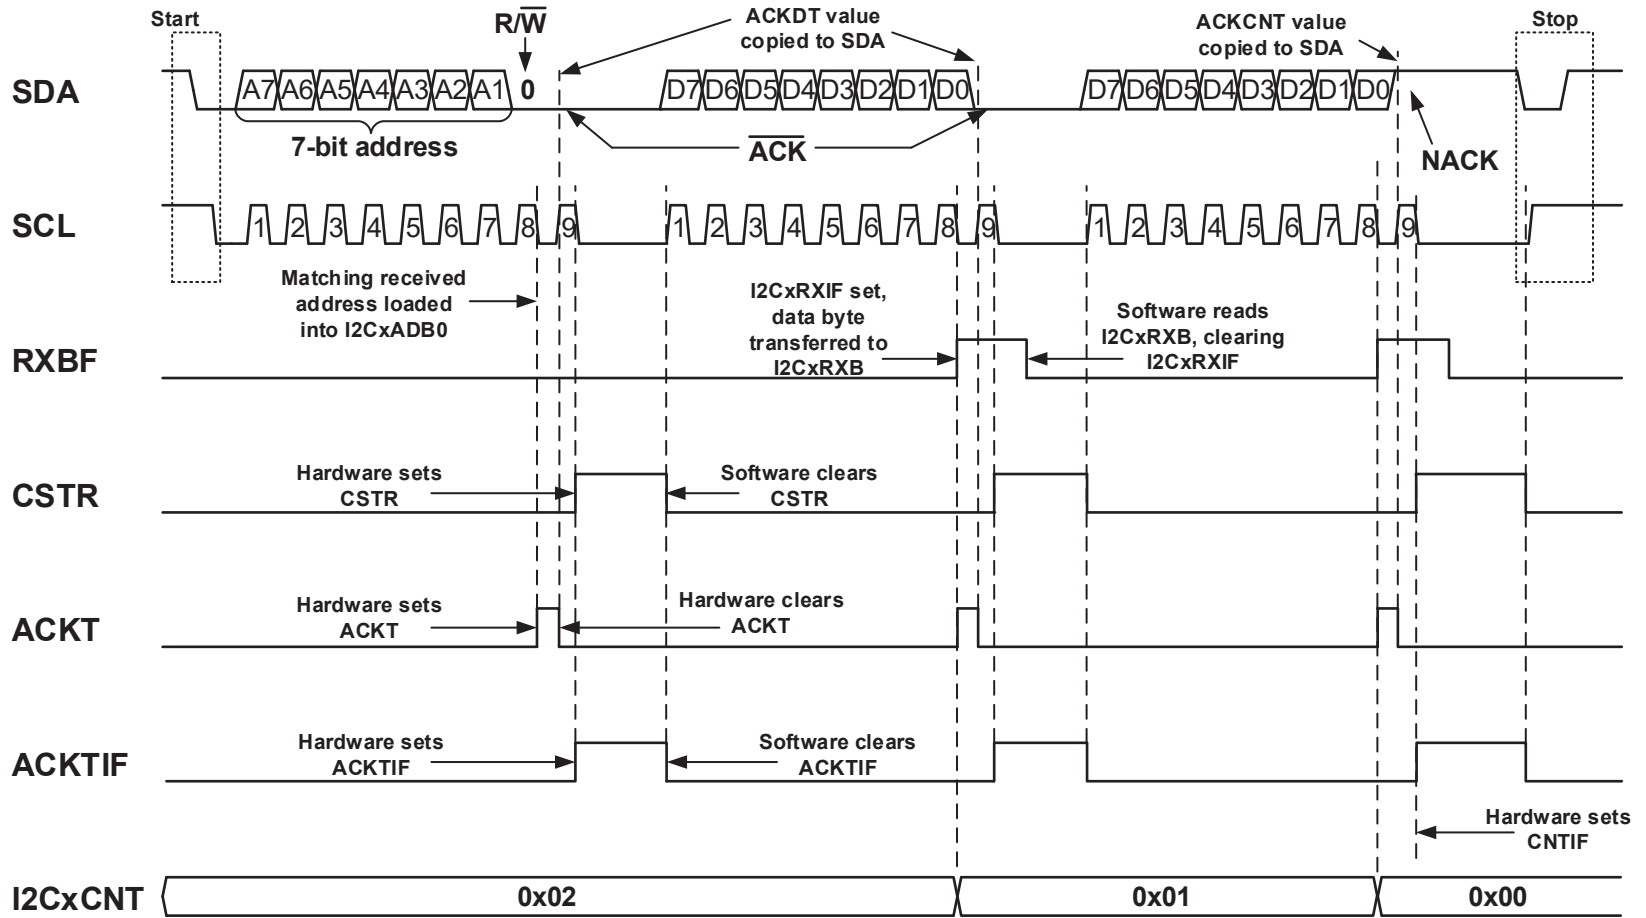 Start
R/W
ACKDT value
copied to SDA
ACKCNT value
copied to SDA
Stop
SDA
A7 A6 A5 A4 A3 A2 A1 0
D7 D6 D5 D4 D3 D2 D1 D0
D7 D6 D5 D4 D3 D2 D1 D0
7-bit address
ACK
NACK
SCL
1 2 3 4 5 6 7 8 9
1 2 3 4 5 6 7 8 9
1 2 3 4 5 6 7 8 9
Matching received
address loaded
into I2CxADB0
I2CxRXIF set,
data byte
transferred to
I2CxRXB
Software reads
I2CxRXB, clearing
I2CxRXIF
RXBF
CSTR
Hardware sets
CSTR
Software clears
CSTR
ACKT
Hardware sets
ACKT
Hardware clears
ACKT
ACKTIF
Hardware sets
ACKTIF
Software clears
ACKTIF
Hardware sets
CNTIF
I2CxCNT
0x02
0x01
0x00